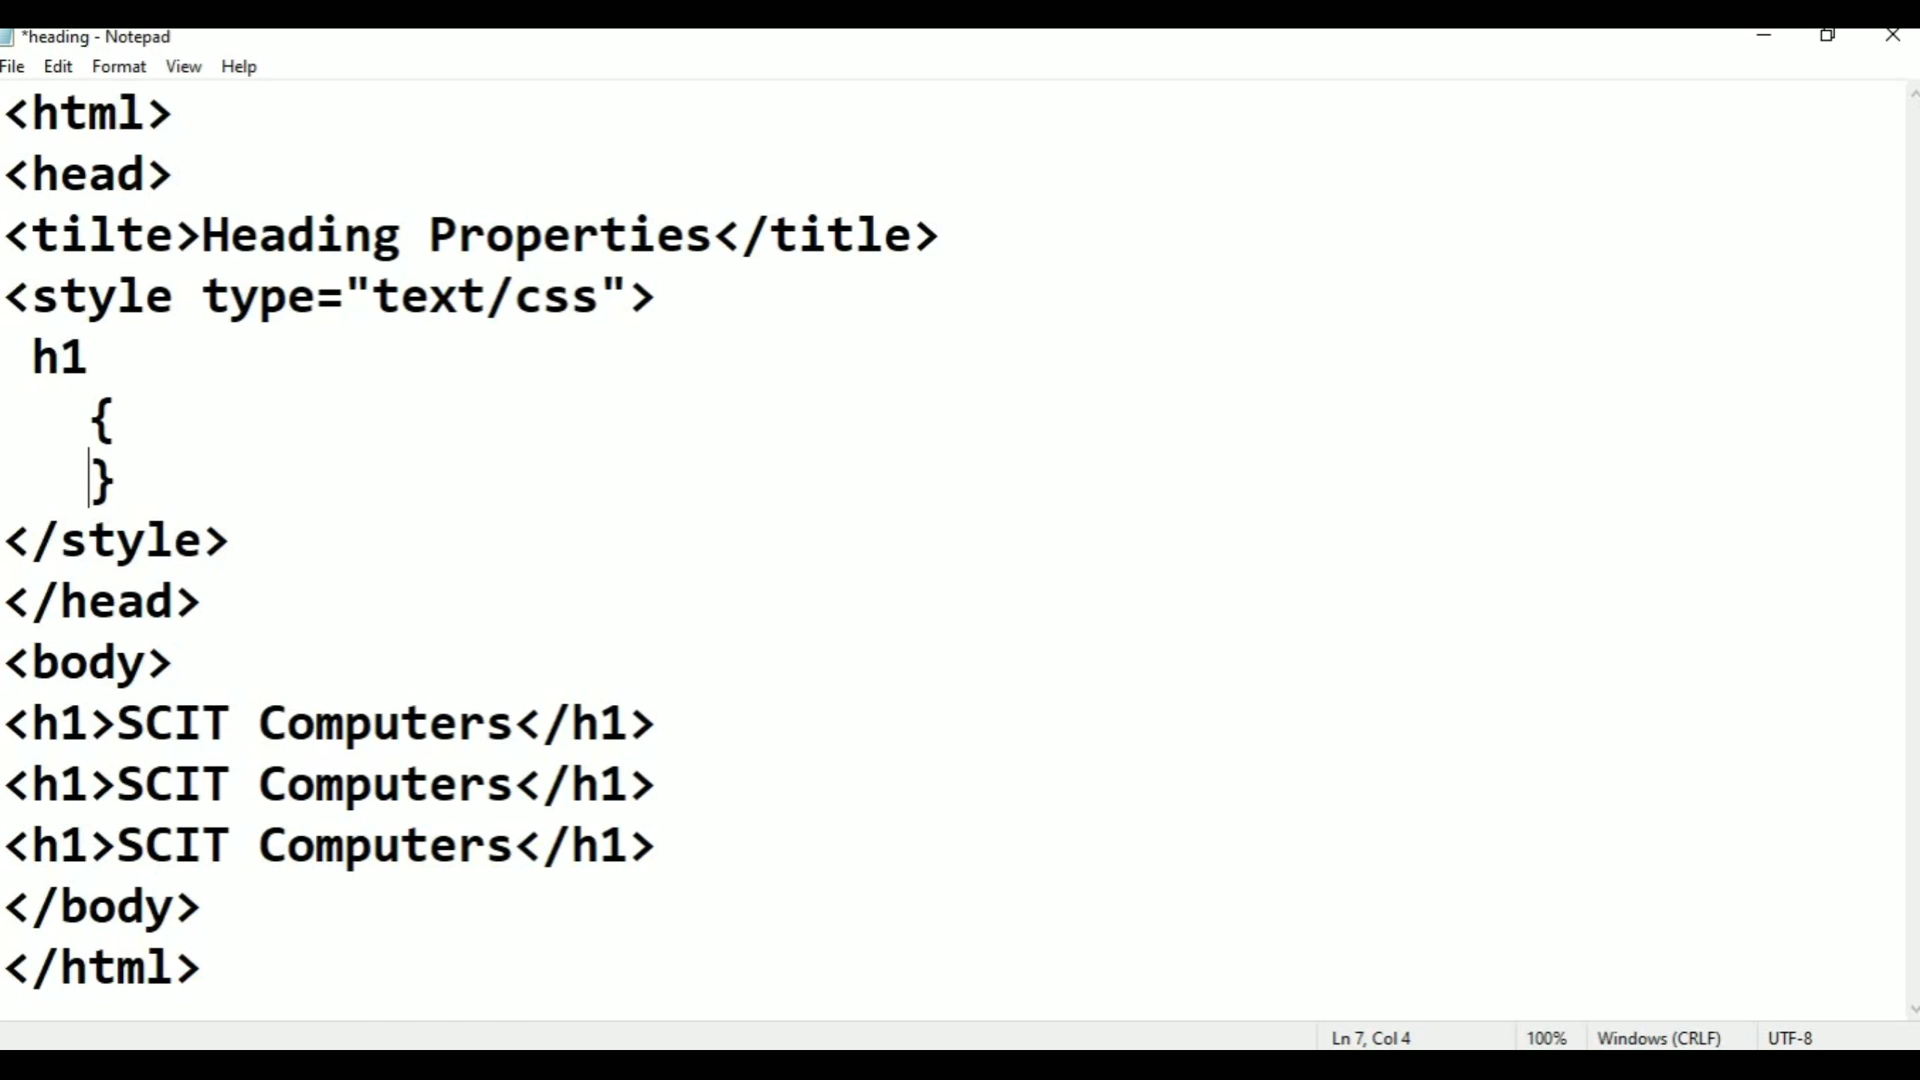 *heading - Notepad
File Edit Format View Help
<html>
<head>
<tilte>Heading Properties</title>
<style type="text/css">
h1
{
}
</style>
</head>
<body>
<h1>SCIT Computers</h1>
<h1>SCIT Computers</h1>
<h1>SCIT Computers</h1>
</body>
</html>
Ln 7, Col 4 100% Windows (CRLF) UTF-8